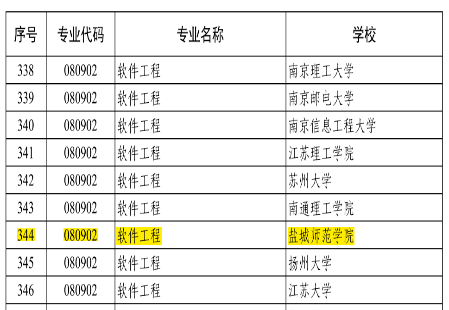 序号 专业代码 专业名称 学校
338 080902 软件工程 南京理工大学
339 080902 软件工程 南京邮电大学
340 080902 软件工程 南京信息工程大学
341 080902 软件工程 江苏理工学院
342 080902 软件工程 苏州大学
343 080902 软件工程 南通理工学院
344 080902 软件工程 盐城师范学院
345 080902 软件工程 扬州大学
346 080902 软件工程 江苏大学